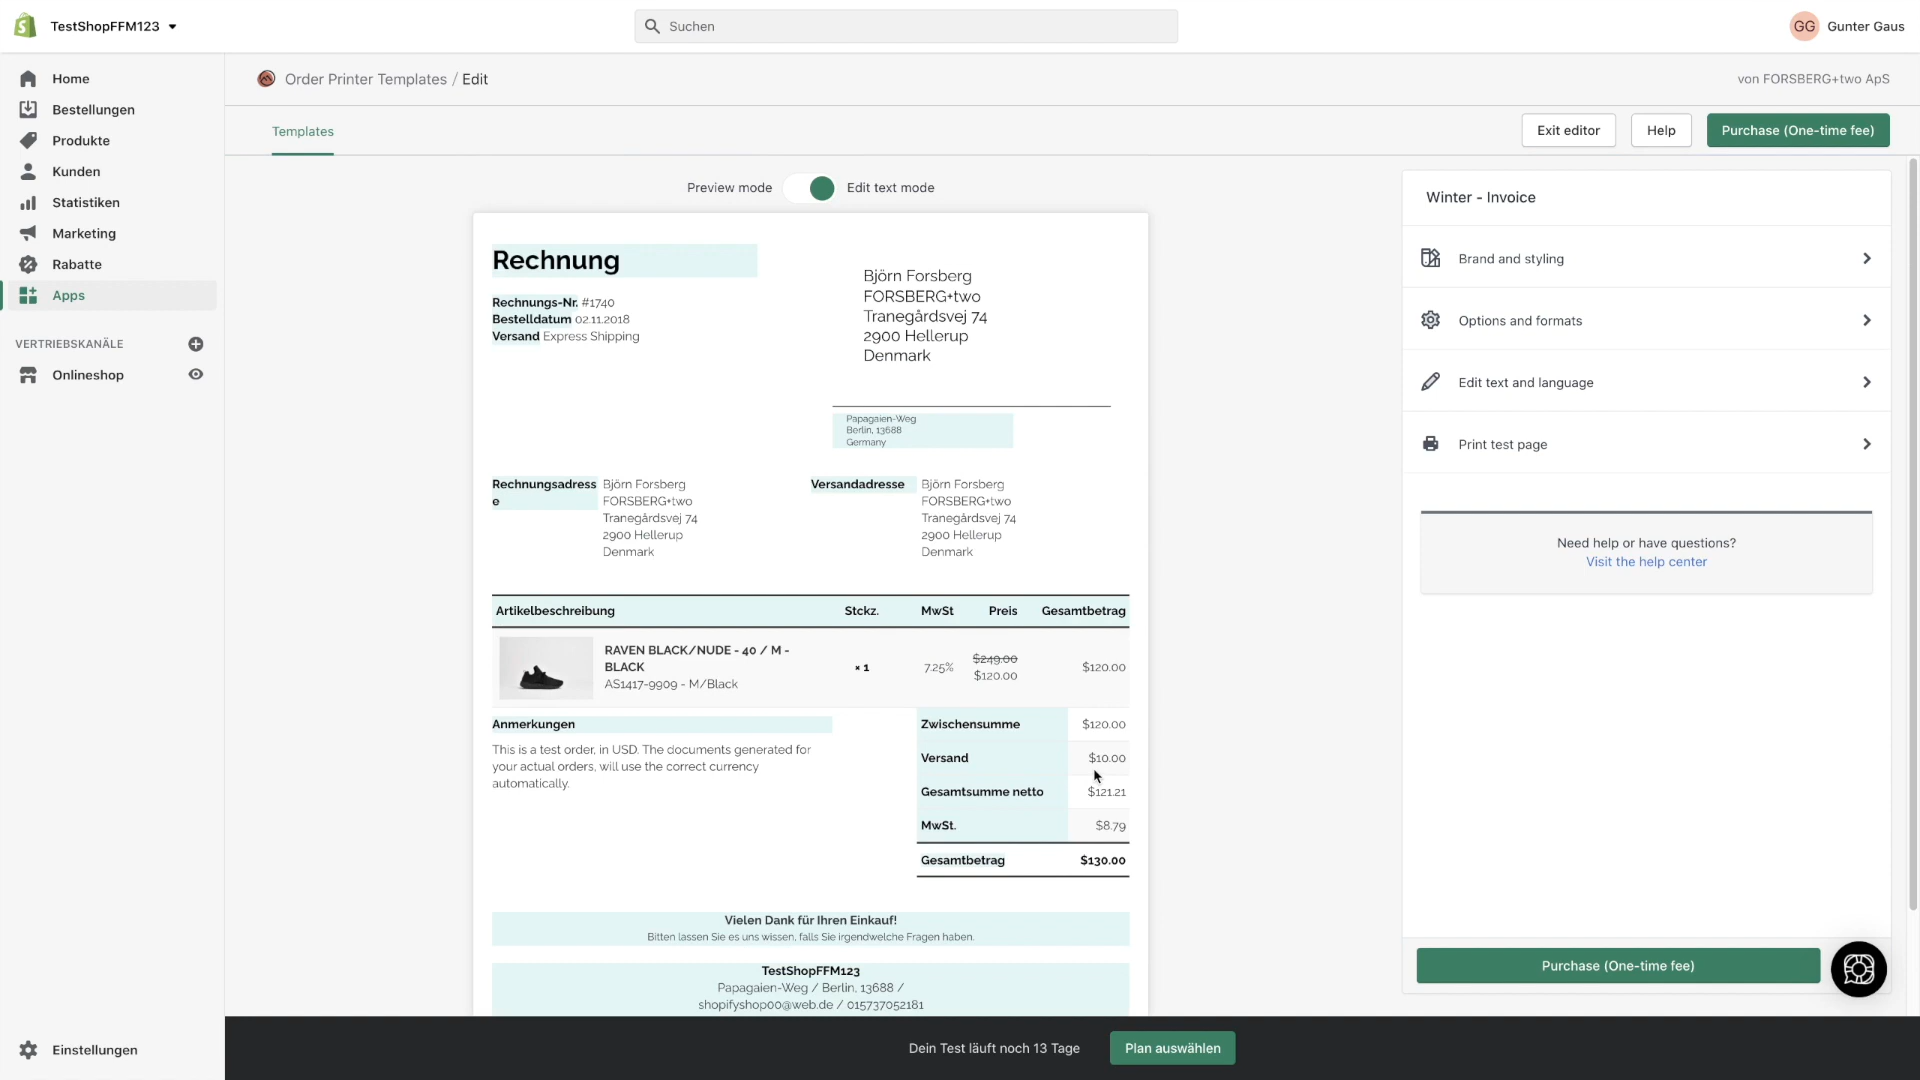 TestShopFFM123
Suchen
GG Gunter Gaus
Home
Bestellungen
Produkte
Kunden
Statistiken
Marketing
Rabatte
Apps
VERTRIEBSKANÄLE
Onlineshop
Einstellungen
Order Printer Templates / Edit
von FORSBERG+two ApS
Templates
Exit editor
Help
Purchase (One-time fee)
Preview mode
Edit text mode
Rechnung
Rechnungs-Nr. #1740
Bestelldatum 02.11.2018
Versand Express Shipping
Björn Forsberg
FORSBERG+two
Tranegårdsvej 74
2900 Hellerup
Denmark
Papagaien-Weg
Berlin, 13688
Germany
Rechnungsadress
e
Björn Forsberg
FORSBERG+two
Tranegårdsvej 74
2900 Hellerup
Denmark
Versandadresse
Björn Forsberg
FORSBERG+two
Tranegårdsvej 74
2900 Hellerup
Denmark
Artikelbeschreibung Stckz. MwSt Preis Gesamtbetrag
RAVEN BLACK/NUDE - 40 / M -
BLACK
AS1417-9909 - M/Black
× 1
7.25%
$249.00
$120.00
$120.00
Anmerkungen
This is a test order, in USD. The documents generated for
your actual orders, will use the correct currency
automatically.
Zwischensumme $120.00
Versand $10.00
Gesamtsumme netto $121.21
MwSt. $8.79
Gesamtbetrag $130.00
Vielen Dank für Ihren Einkauf!
Bitten lassen Sie es uns wissen, falls Sie irgendwelche Fragen haben.
TestShopFFM123
Papagaien-Weg / Berlin, 13688 /
shopifyshop00@web.de / 015737052181
Winter - Invoice
Brand and styling
Options and formats
Edit text and language
Print test page
Need help or have questions?
Visit the help center
Purchase (One-time fee)
Dein Test läuft noch 13 Tage
Plan auswählen